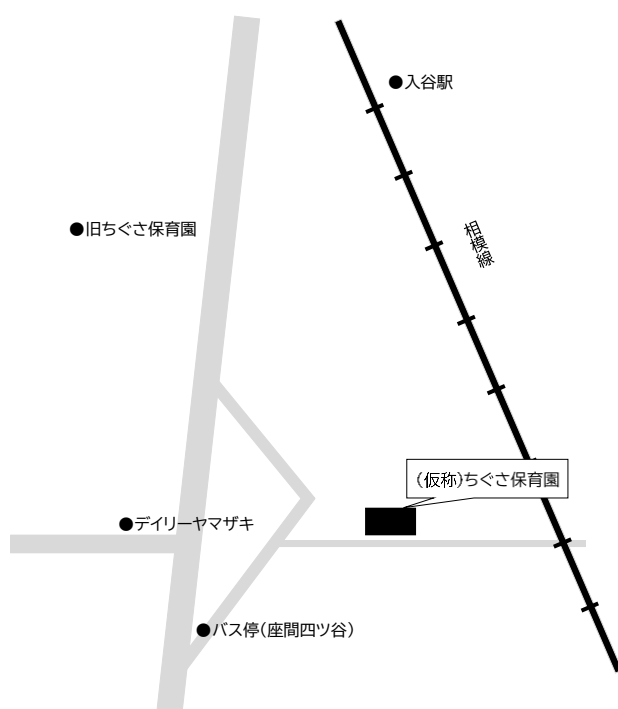 ●入谷駅
●旧ちぐさ保育園
相模線
(仮称)ちぐさ保育園
●デイリーヤマザキ
●バス停(座間四ツ谷)